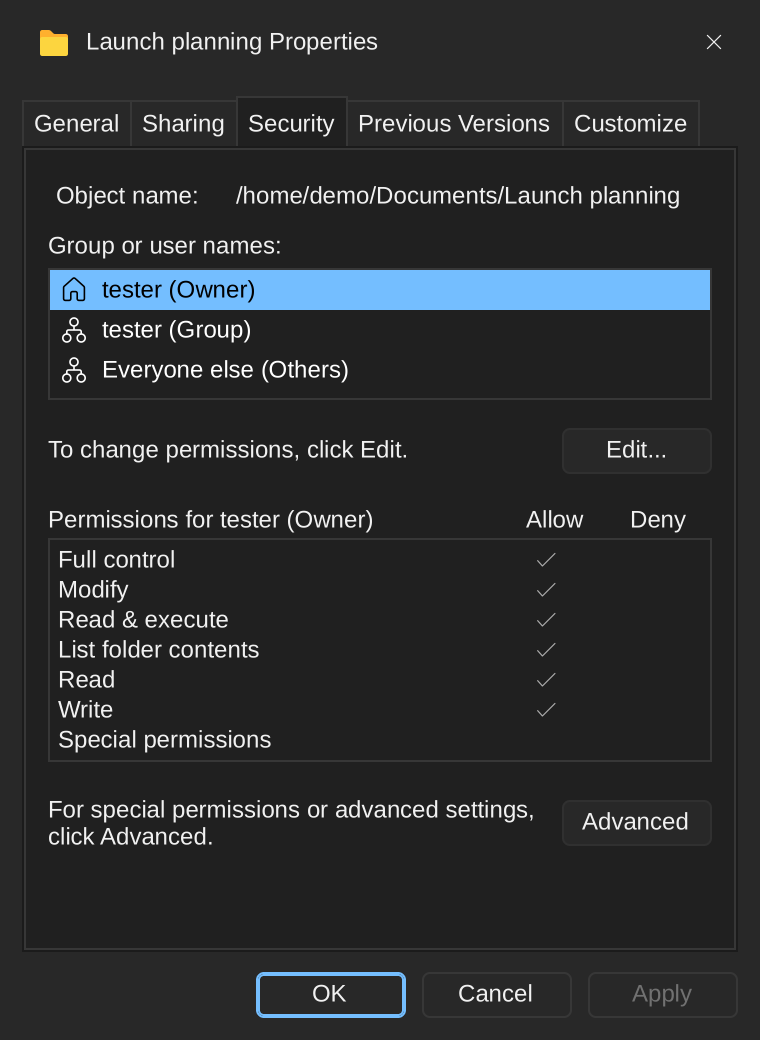 Launch planning Properties
General Sharing Security Previous Versions Customize
Object name: /home/demo/Documents/Launch planning
Group or user names:
tester (Owner)
tester (Group)
Everyone else (Others)
To change permissions, click Edit. Edit...
Permissions for tester (Owner) Allow Deny
Full control
Modify
Read & execute
List folder contents
Read
Write
Special permissions
For special permissions or advanced settings,
click Advanced. Advanced
OK Cancel Apply